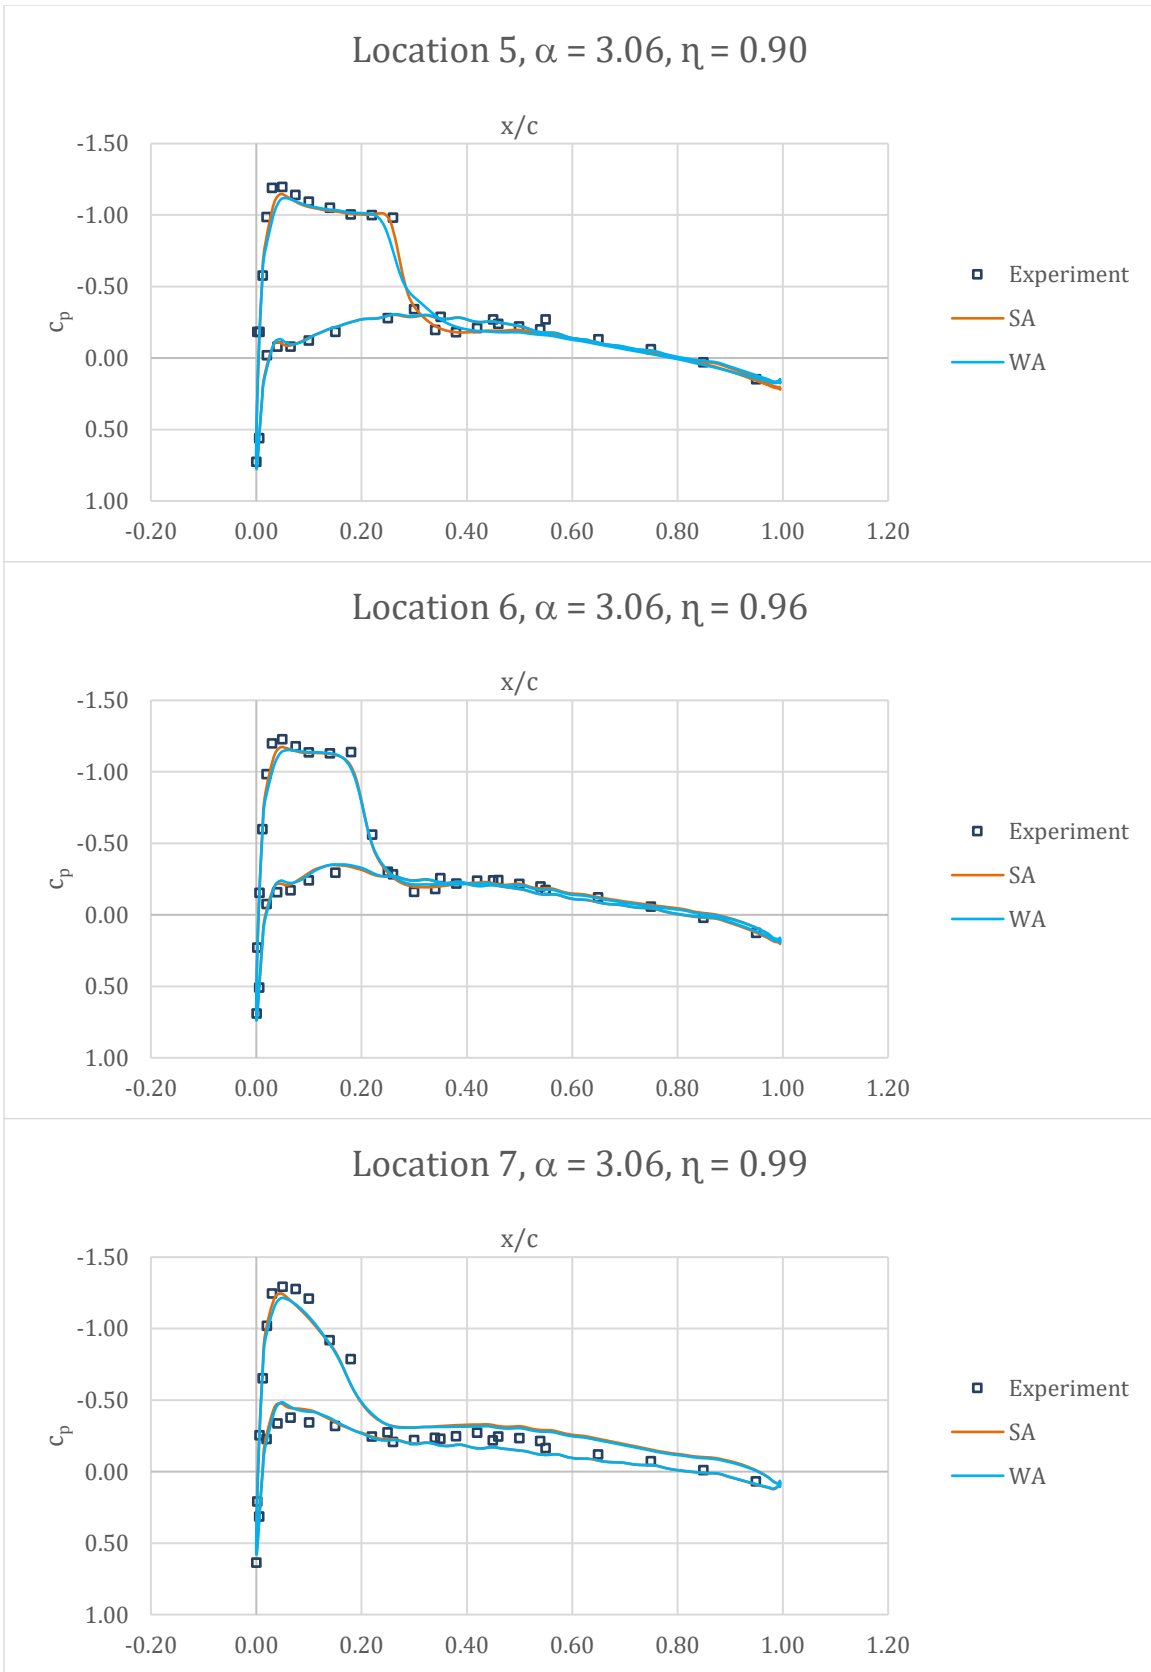 Location 5, α = 3.06, η = 0.90
x/c
-1.50
-1.00
-0.50
0.00
0.50
1.00
cp
-0.20 0.00 0.20 0.40 0.60 0.80 1.00 1.20
Experiment
SA
WA
Location 6, α = 3.06, η = 0.96
x/c
-1.50
-1.00
-0.50
0.00
0.50
1.00
cp
-0.20 0.00 0.20 0.40 0.60 0.80 1.00 1.20
Experiment
SA
WA
Location 7, α = 3.06, η = 0.99
x/c
-1.50
-1.00
-0.50
0.00
0.50
1.00
cp
-0.20 0.00 0.20 0.40 0.60 0.80 1.00 1.20
Experiment
SA
WA